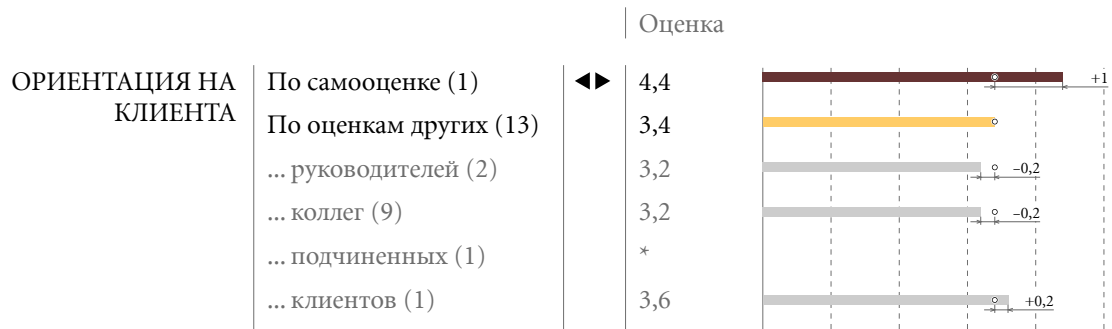 Оценка
ОРИЕНТАЦИЯ НА По самооценке (1) ◀▶ 4,4 +1
КЛИЕНТА По оценкам других (13) 3,4
... руководителей (2) 3,2 –0,2
... коллег (9) 3,2 –0,2
... подчиненных (1) *
... клиентов (1) 3,6 +0,2